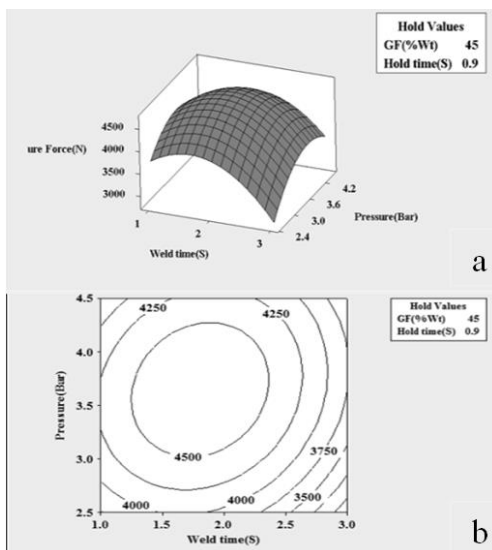 Hold Values
GF(%Wt) 45
Hold time(S) 0.9
4500
4000
3500
3000
ure Force(N)
4.2
3.6
3.0
2.4
Pressure(Bar)
1
2
3
Weld time(S)
a
Hold Values
GF(%Wt) 45
Hold time(S) 0.9
4.5
4.0
3.5
3.0
2.5
Pressure(Bar)
4250
4250
4500
3750
3500
4000
4000
1.0
1.5
2.0
2.5
3.0
Weld time(S)
b